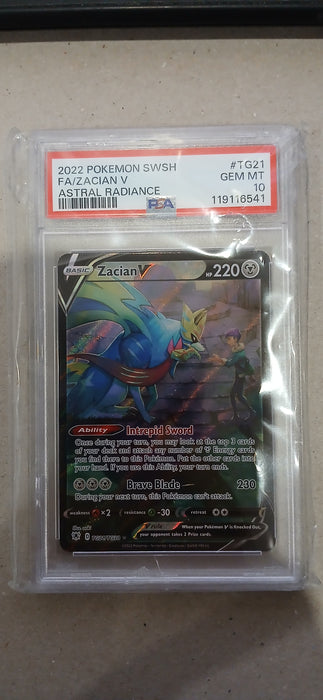 2022 POKEMON SWSH #TG21
FA/ZACIAN V GEM MT
ASTRAL RADIANCE 10
PSA 119116541
BASIC Zacian V HP 220
Ability Intrepid Sword
Once during your turn, you may look at the top 3 cards
of your deck and attach any number of Energy cards
you find there to this Pokémon. Put the other cards into
your hand. If you use this Ability, your turn ends.
Brave Blade 230
During your next turn, this Pokémon can't attack.
weakness ×2 resistance -30 retreat
V rule When your Pokémon V is Knocked Out,
your opponent takes 2 Prize cards.